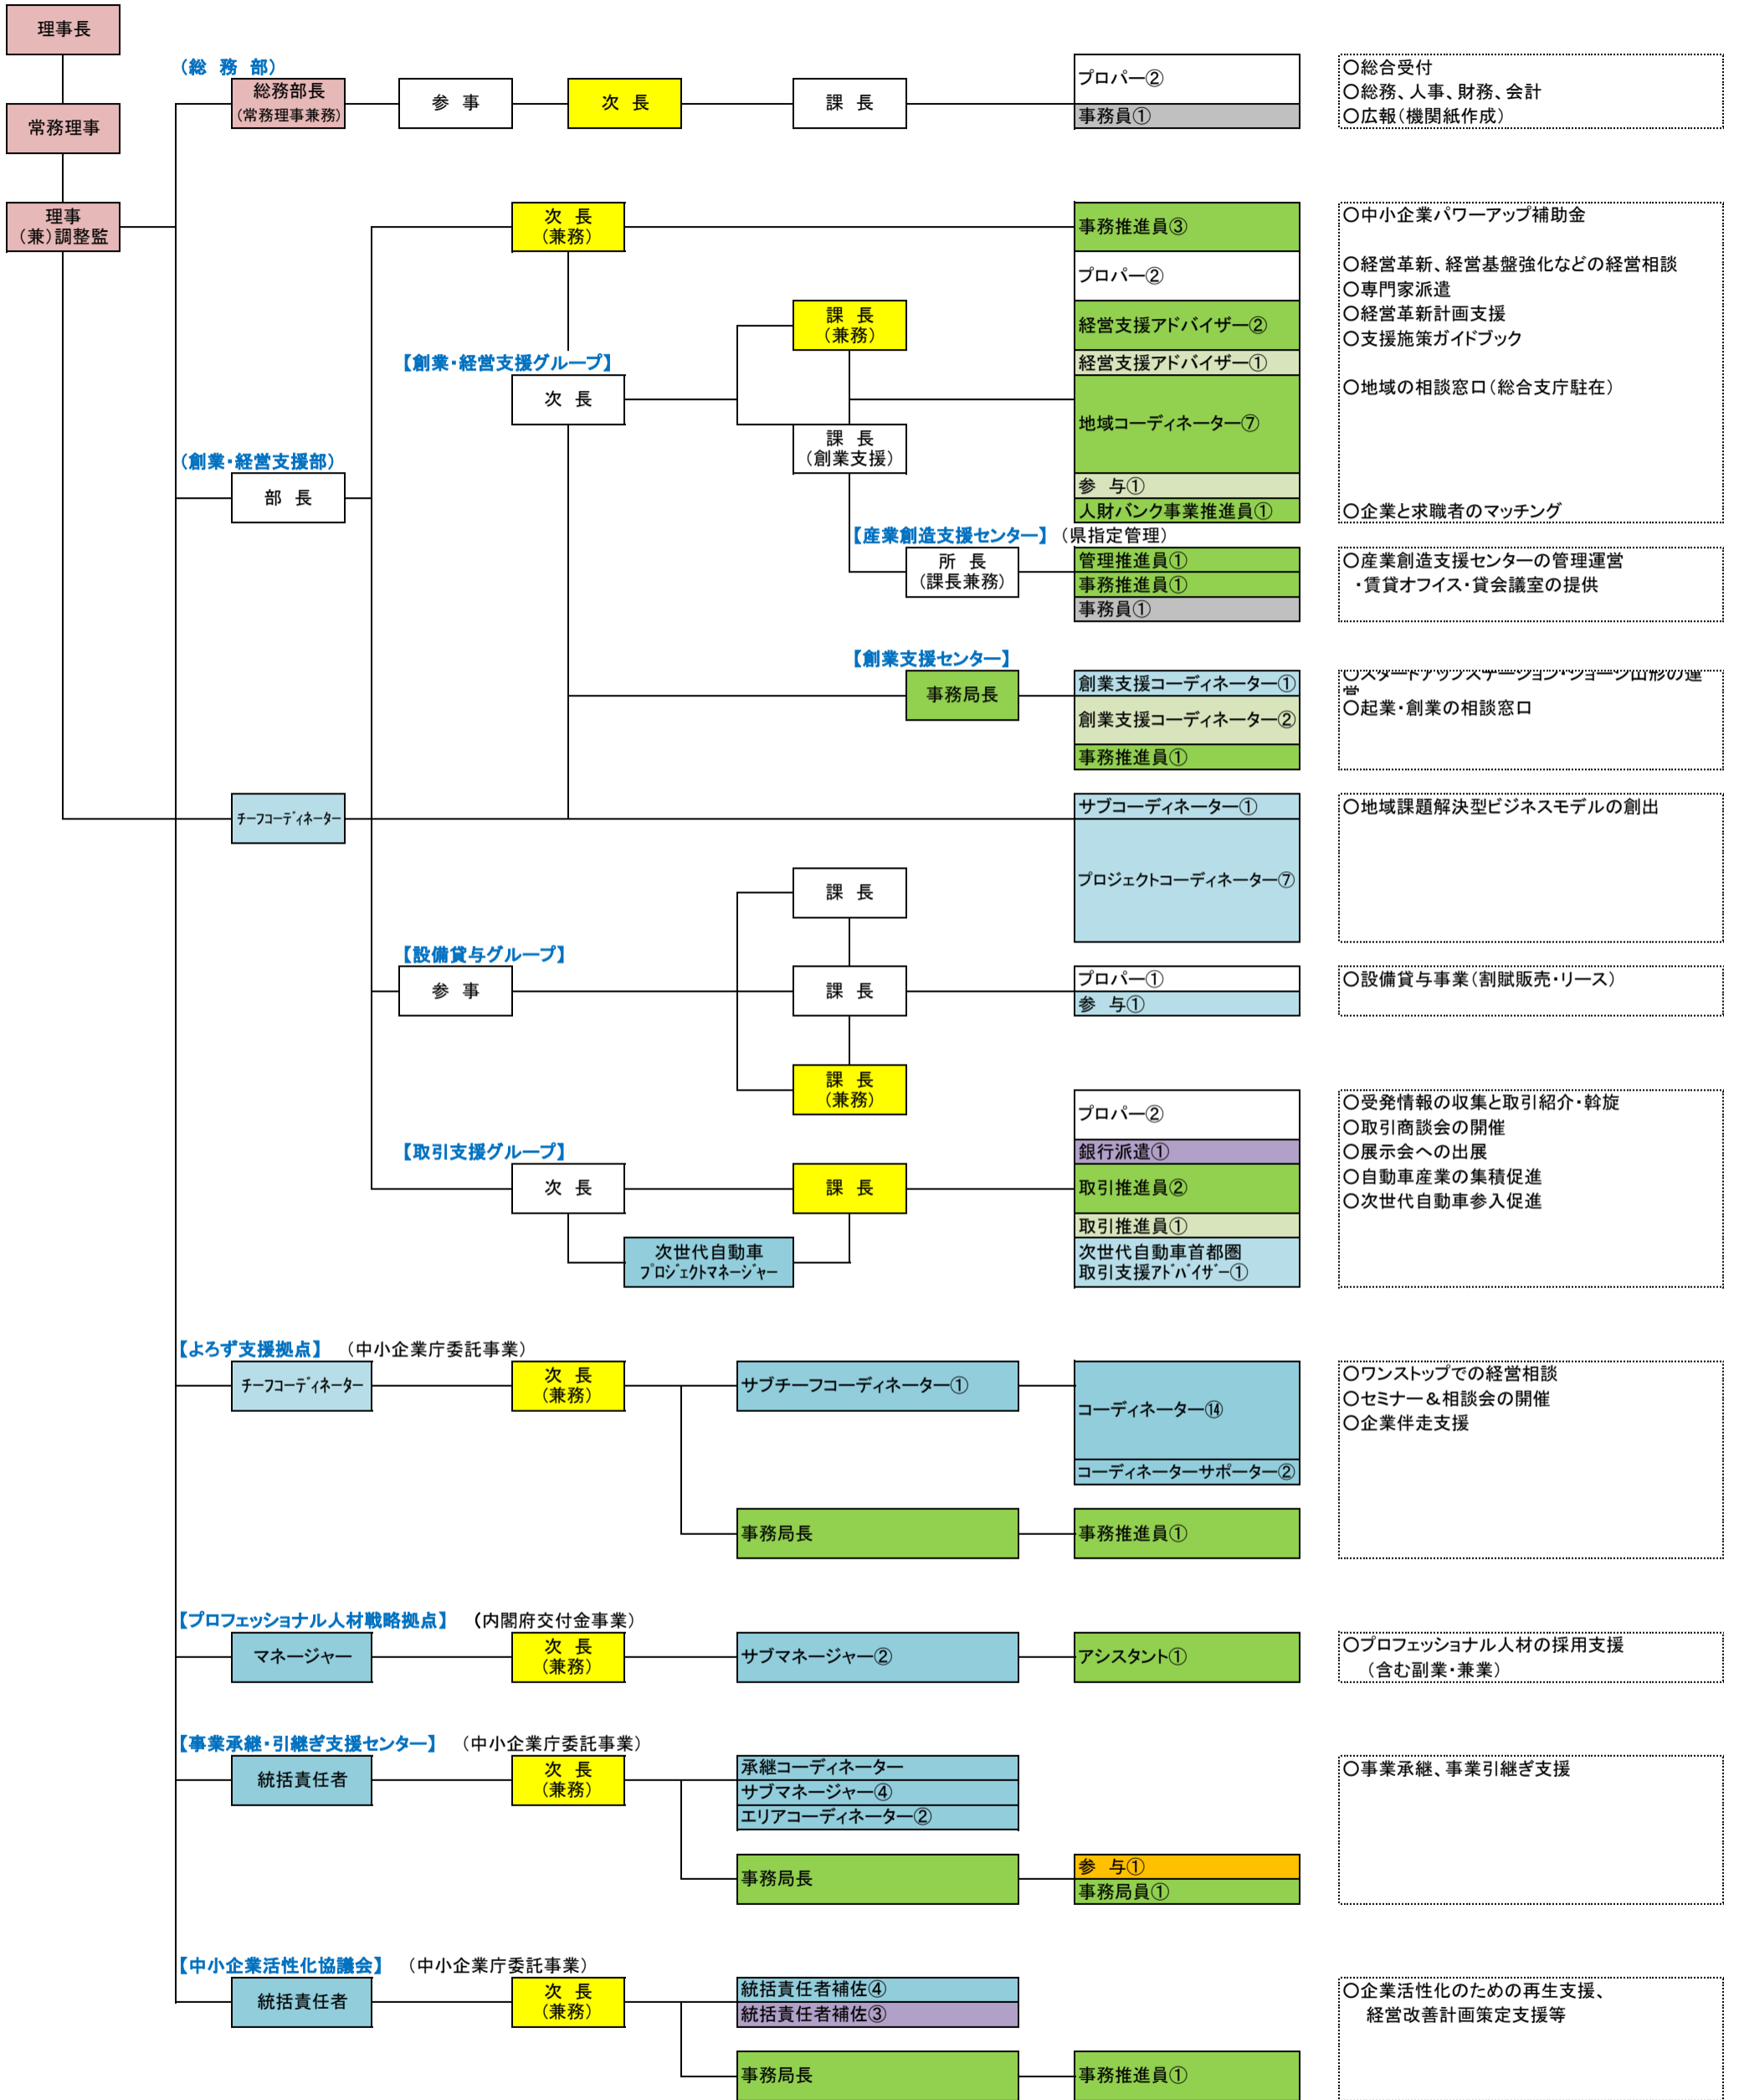 理事長
(総 務 部)
総務部長
(常務理事兼務)
参 事
次 長
課 長
プロパー②
事務員①
○総合受付
○総務、人事、財務、会計
○広報(機関紙作成)
常務理事
理事
(兼)調整監
次 長
(兼務)
事務推進員③
○中小企業パワーアップ補助金
プロパー②
○経営革新、経営基盤強化などの経営相談
○専門家派遣
課 長
(兼務)
経営支援アドバイザー②
○経営革新計画支援
○支援施策ガイドブック
【創業・経営支援グループ】
経営支援アドバイザー①
次 長
地域コーディネーター⑦
○地域の相談窓口(総合支庁駐在)
課 長
(創業支援)
(創業・経営支援部)
部 長
参 与①
人財バンク事業推進員①
○企業と求職者のマッチング
【産業創造支援センター】 (県指定管理)
所 長
(課長兼務)
管理推進員①
事務推進員①
事務員①
○産業創造支援センターの管理運営
・賃貸オフィス・貸会議室の提供
【創業支援センター】
事務局長
創業支援コーディネーター①
創業支援コーディネーター②
事務推進員①
○スタートアップステーション・ジョージ山形の運
営
○起業・創業の相談窓口
チーフコーディネーター
サブコーディネーター①
プロジェクトコーディネーター⑦
○地域課題解決型ビジネスモデルの創出
課 長
【設備貸与グループ】
参 事
課 長
プロパー①
参 与①
○設備貸与事業(割賦販売・リース)
課 長
(兼務)
【取引支援グループ】
次 長
課 長
プロパー②
銀行派遣①
取引推進員②
取引推進員①
次世代自動車首都圏
取引支援アドバイザー①
○受発情報の収集と取引紹介・斡旋
○取引商談会の開催
○展示会への出展
○自動車産業の集積促進
○次世代自動車参入促進
次世代自動車
プロジェクトマネージャー
【よろず支援拠点】 (中小企業庁委託事業)
チーフコーディネーター
次 長
(兼務)
サブチーフコーディネーター①
コーディネーター⑭
コーディネーターサポーター②
○ワンストップでの経営相談
○セミナー&相談会の開催
○企業伴走支援
事務局長
事務推進員①
【プロフェッショナル人材戦略拠点】 (内閣府交付金事業)
マネージャー
次 長
(兼務)
サブマネージャー②
アシスタント①
○プロフェッショナル人材の採用支援
(含む副業・兼業)
【事業承継・引継ぎ支援センター】 (中小企業庁委託事業)
統括責任者
次 長
(兼務)
承継コーディネーター
サブマネージャー④
エリアコーディネーター②
○事業承継、事業引継ぎ支援
事務局長
参 与①
事務局員①
【中小企業活性化協議会】 (中小企業庁委託事業)
統括責任者
次 長
(兼務)
統括責任者補佐④
統括責任者補佐③
○企業活性化のための再生支援、
経営改善計画策定支援等
事務局長
事務推進員①